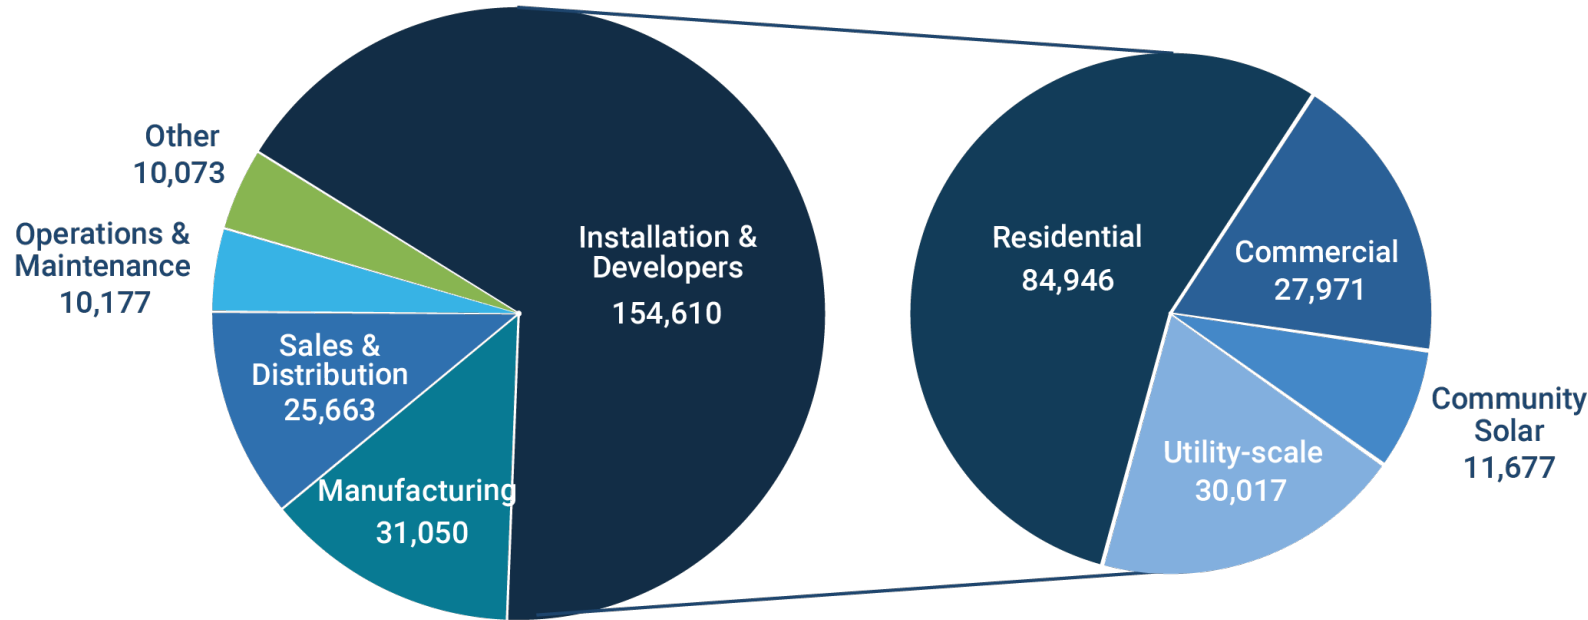 Other
10,073
Operations &
Maintenance
10,177
Sales &
Distribution
25,663
Manufacturing
31,050
Installation &
Developers
154,610
Residential
84,946
Commercial
27,971
Community
Solar
11,677
Utility-scale
30,017